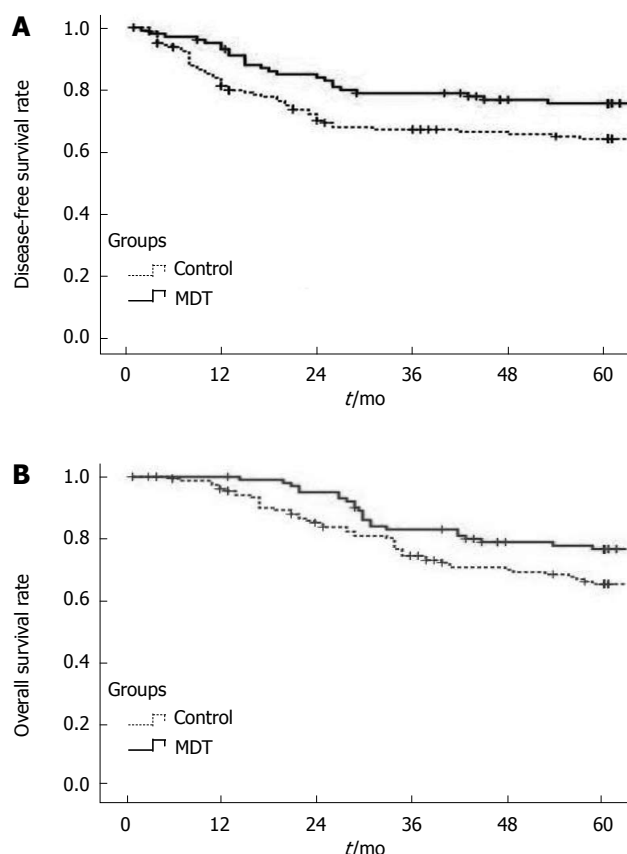 A
Disease-free survival rate
1.0
0.8
0.6
0.4
0.2
0.0
Groups
Control
MDT
0 12 24 36 48 60
t/mo
B
Overall survival rate
1.0
0.8
0.6
0.4
0.2
0.0
Groups
Control
MDT
0 12 24 36 48 60
t/mo